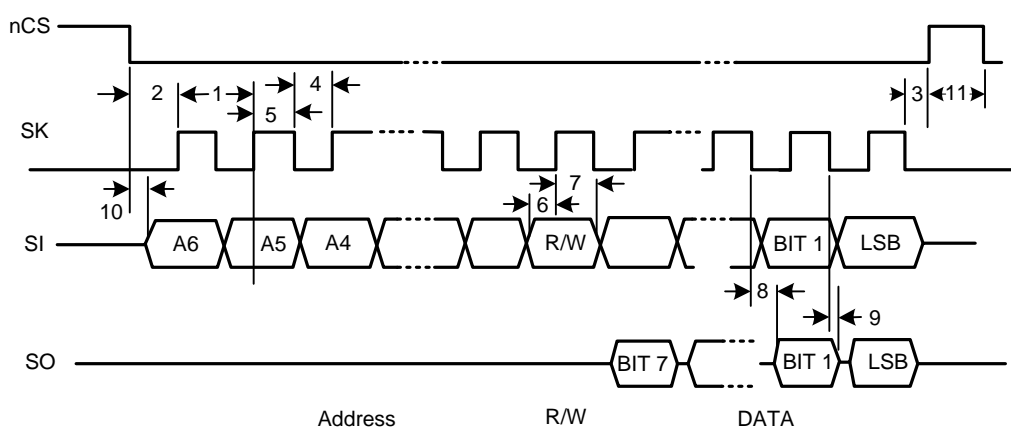 nCS
2 1 4 3 11
5
SK
7
10 6
SI A6 A5 A4 R/W BIT 1 LSB
8 9
SO BIT 7 BIT 1 LSB
Address R/W DATA